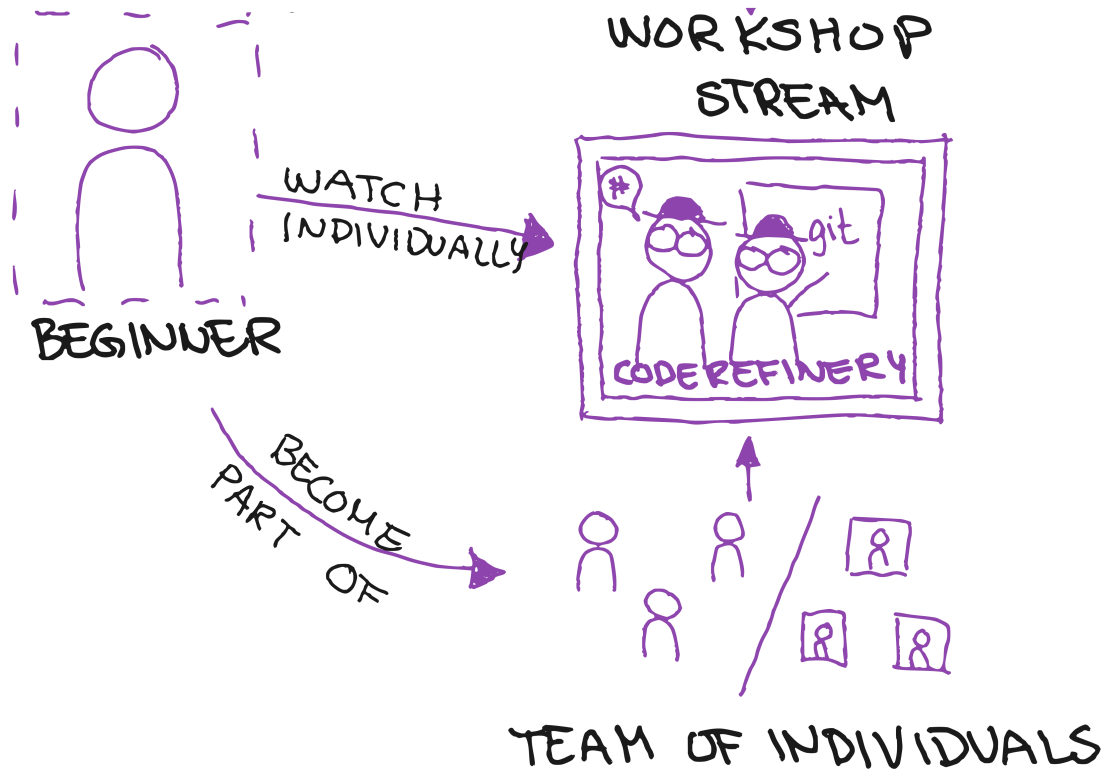 WORKSHOP
STREAM
WATCH
INDIVIDUALLY
#
git
CODEREFINERY
BEGINNER
BECOME
PART OF
TEAM OF INDIVIDUALS